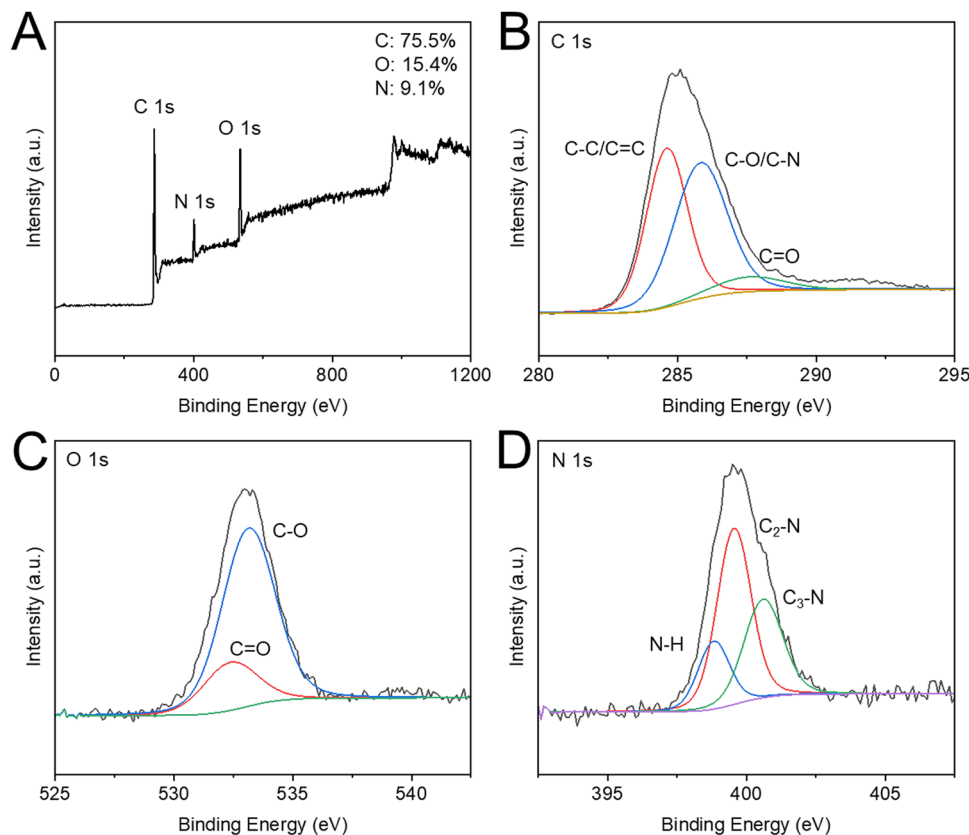 A
C: 75.5%
O: 15.4%
N: 9.1%
C 1s
O 1s
N 1s
Intensity (a.u.)
0
400
800
1200
Binding Energy (eV)
B
C 1s
C-C/C=C
C-O/C-N
C=O
Intensity (a.u.)
280
285
290
295
Binding Energy (eV)
C
O 1s
C-O
C=O
Intensity (a.u.)
525
530
535
540
Binding Energy (eV)
D
N 1s
C₂-N
C₃-N
N-H
Intensity (a.u.)
395
400
405
Binding Energy (eV)